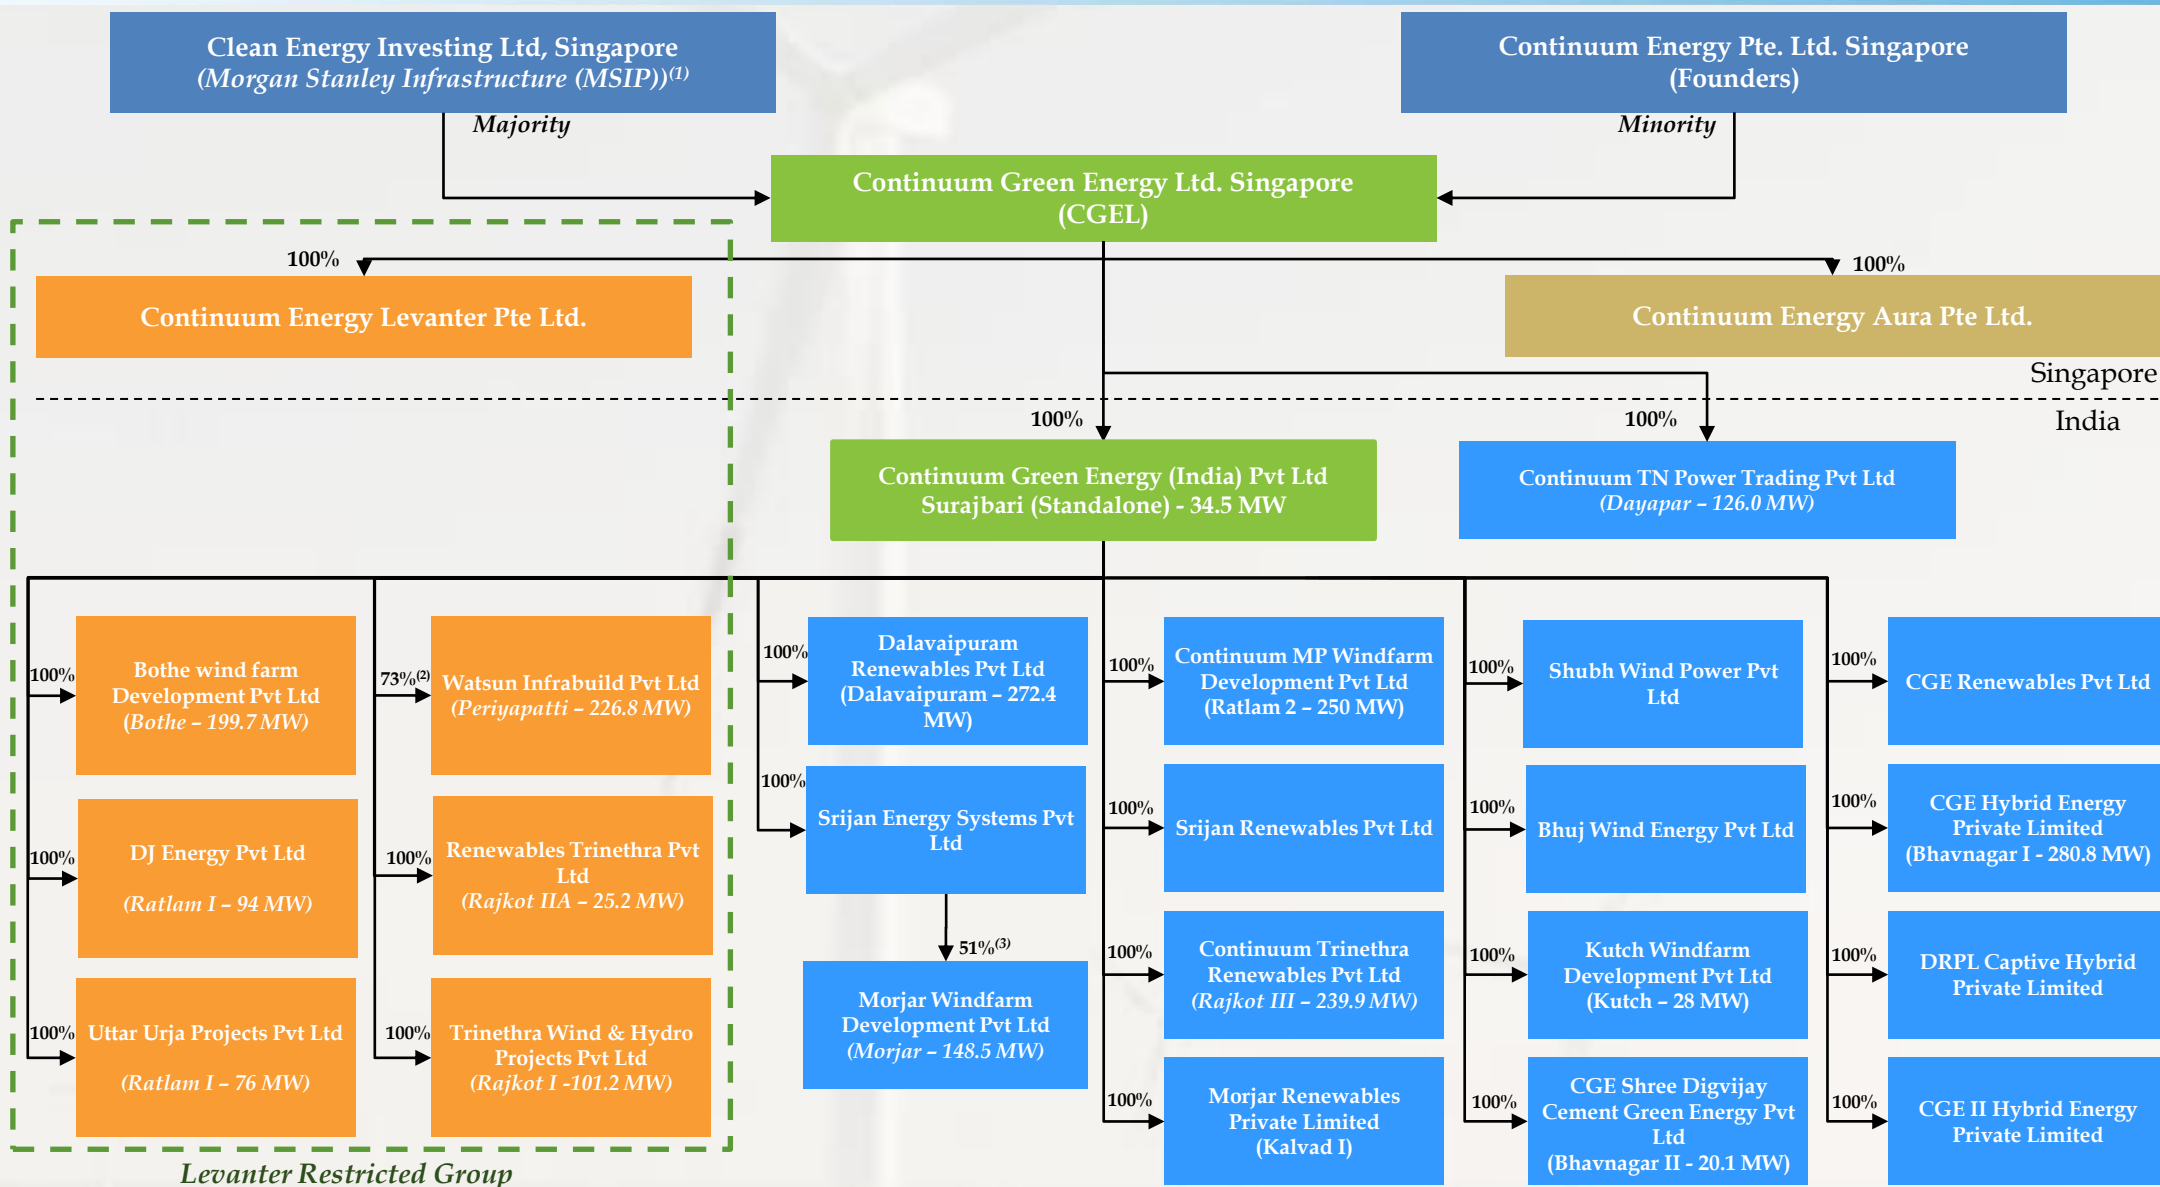 Clean Energy Investing Ltd, Singapore
(Morgan Stanley Infrastructure (MSIP))(1)
Continuum Energy Pte. Ltd. Singapore
(Founders)
Majority
Minority
Continuum Green Energy Ltd. Singapore
(CGEL)
100%
100%
Continuum Energy Levanter Pte Ltd.
Continuum Energy Aura Pte Ltd.
Singapore
India
100%
100%
Continuum Green Energy (India) Pvt Ltd
Surajbari (Standalone) - 34.5 MW
Continuum TN Power Trading Pvt Ltd
(Dayapar – 126.0 MW)
100%
Bothe wind farm
Development Pvt Ltd
(Bothe – 199.7 MW)
73%(2)
Watsun Infrabuild Pvt Ltd
(Periyapatti – 226.8 MW)
100%
Dalavaipuram
Renewables Pvt Ltd
(Dalavaipuram – 272.4
MW)
100%
Continuum MP Windfarm
Development Pvt Ltd
(Ratlam 2 – 250 MW)
100%
Shubh Wind Power Pvt
Ltd
100%
CGE Renewables Pvt Ltd
100%
DJ Energy Pvt Ltd
(Ratlam I – 94 MW)
100%
Renewables Trinethra Pvt
Ltd
(Rajkot IIA – 25.2 MW)
100%
Srijan Energy Systems Pvt
Ltd
100%
Srijan Renewables Pvt Ltd
100%
Bhuj Wind Energy Pvt Ltd
100%
CGE Hybrid Energy
Private Limited
(Bhavnagar I - 280.8 MW)
51%(3)
100%
Uttar Urja Projects Pvt Ltd
(Ratlam I – 76 MW)
100%
Trinethra Wind & Hydro
Projects Pvt Ltd
(Rajkot I -101.2 MW)
Morjar Windfarm
Development Pvt Ltd
(Morjar – 148.5 MW)
100%
Continuum Trinethra
Renewables Pvt Ltd
(Rajkot III – 239.9 MW)
100%
Kutch Windfarm
Development Pvt Ltd
(Kutch – 28 MW)
100%
DRPL Captive Hybrid
Private Limited
100%
Morjar Renewables
Private Limited
(Kalvad I)
100%
CGE Shree Digvijay
Cement Green Energy Pvt
Ltd
(Bhavnagar II - 20.1 MW)
100%
CGE II Hybrid Energy
Private Limited
Levanter Restricted Group